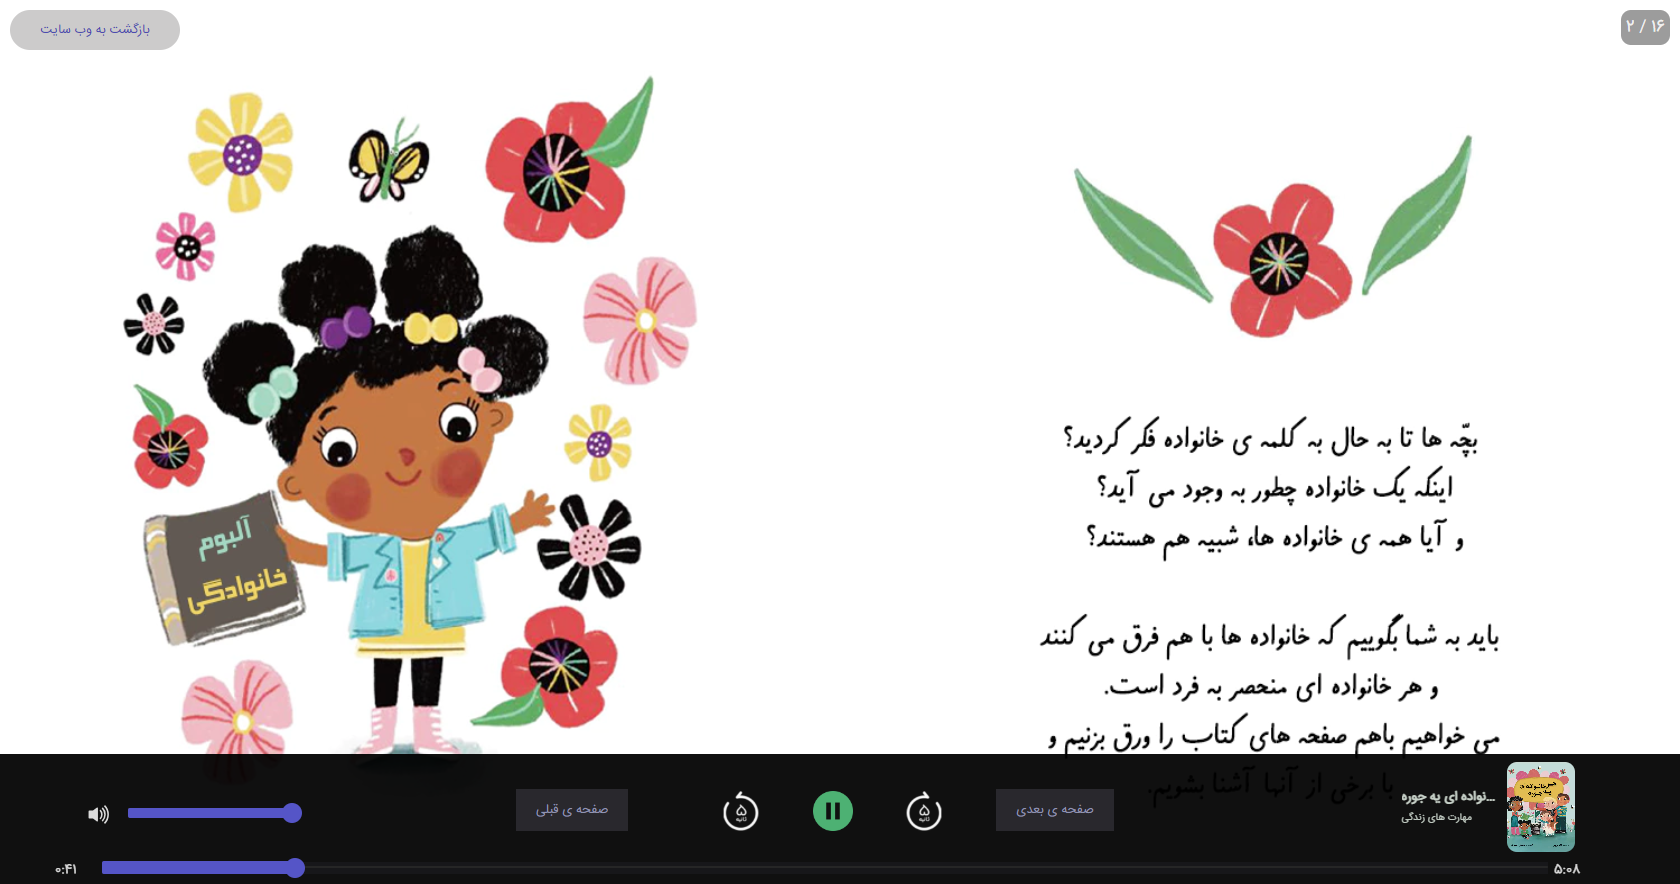 بازگشت به وب سایت
۲ / ۱۶
آلبوم
خانوادگی
بچّه ها تا به حال به کلمه ی خانواده فکر کردید؟
اینکه یک خانواده چطور به وجود می آید؟
و آیا همه ی خانواده ها، شبیه هم هستند؟
باید به شما بگوییم که خانواده ها با هم فرق می کنند
و هر خانواده ای منحصر به فرد است.
می خواهیم باهم صفحه های کتاب را ورق بزنیم و
با برخی از آنها آشنا بشویم.
...نواده ای یه جوره
مهارت های زندگی
صفحه ی بعدی
۵
ثانیه
۵
ثانیه
صفحه ی قبلی
۰:۴۱
۵:۰۸